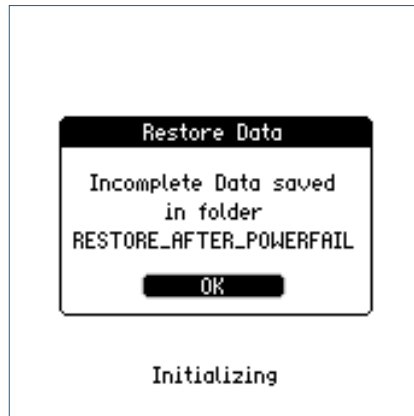 Restore Data
Incomplete Data saved
in folder
RESTORE_AFTER_POWERFAIL
OK
Initializing